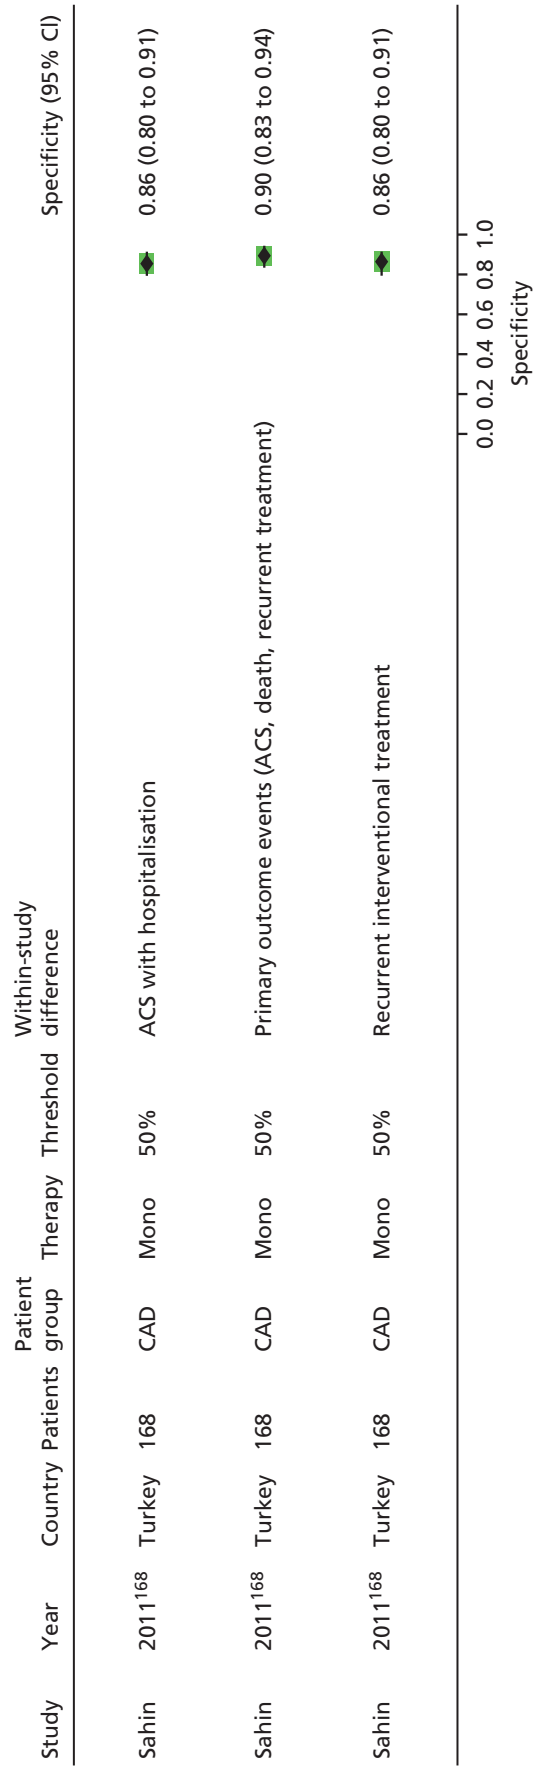 Study Year Country Patients Patient group Therapy Threshold Within-study difference Specificity (95% CI)
Sahin 2011168 Turkey 168 CAD Mono 50% ACS with hospitalisation 0.86 (0.80 to 0.91)
Sahin 2011168 Turkey 168 CAD Mono 50% Primary outcome events (ACS, death, recurrent treatment) 0.90 (0.83 to 0.94)
Sahin 2011168 Turkey 168 CAD Mono 50% Recurrent interventional treatment 0.86 (0.80 to 0.91)
0.0 0.2 0.4 0.6 0.8 1.0
Specificity